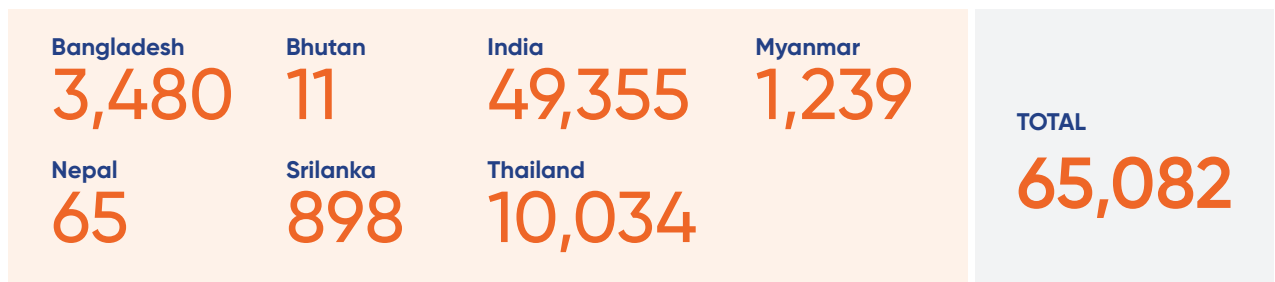 Bangladesh
3,480
Bhutan
11
India
49,355
Myanmar
1,239
Nepal
65
Srilanka
898
Thailand
10,034
TOTAL
65,082